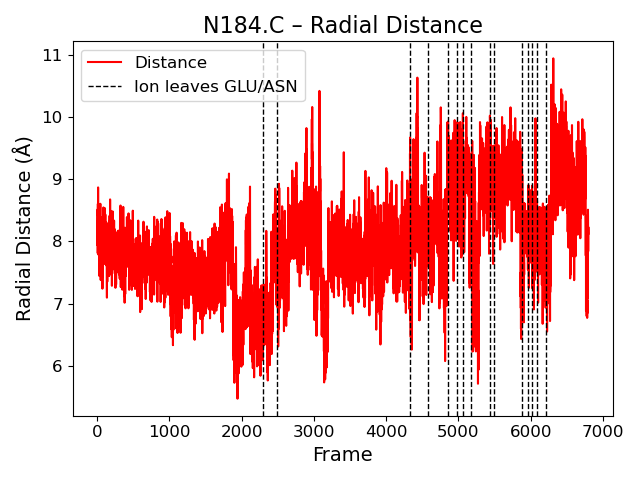 N184.C – Radial Distance
Distance
Ion leaves GLU/ASN
Radial Distance (Å)
11
10
9
8
7
6
0 1000 2000 3000 4000 5000 6000 7000
Frame